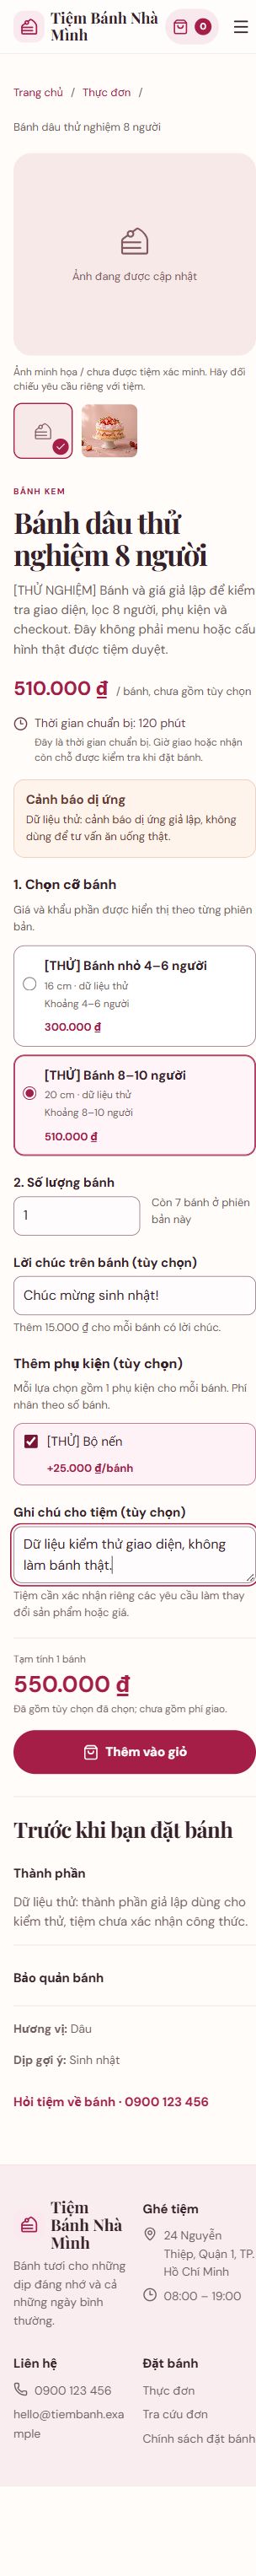 Tiệm Bánh Nhà
Mình
0
Trang chủ / Thực đơn /
Bánh dâu thử nghiệm 8 người
Ảnh đang được cập nhật
Ảnh minh họa / chưa được tiệm xác minh. Hãy đối
chiếu yêu cầu riêng với tiệm.
BÁNH KEM
Bánh dâu thử
nghiệm 8 người
[THỬ NGHIỆM] Bánh và giá giả lập để kiểm
tra giao diện, lọc 8 người, phụ kiện và
checkout. Đây không phải menu hoặc cấu
hình thật được tiệm duyệt.
510.000 ₫ / bánh, chưa gồm tùy chọn
Thời gian chuẩn bị: 120 phút
Đây là thời gian chuẩn bị. Giờ giao hoặc nhận
còn chỗ được kiểm tra khi đặt bánh.
Cảnh báo dị ứng
Dữ liệu thử: cảnh báo dị ứng giả lập, không
dùng để tư vấn ăn uống thật.
1. Chọn cỡ bánh
Giá và khẩu phần được hiển thị theo từng phiên
bản.
[THỬ] Bánh nhỏ 4–6 người
16 cm · dữ liệu thử
Khoảng 4–6 người
300.000 ₫
[THỬ] Bánh 8–10 người
20 cm · dữ liệu thử
Khoảng 8–10 người
510.000 ₫
2. Số lượng bánh
1
Còn 7 bánh ở phiên
bản này
Lời chúc trên bánh (tùy chọn)
Chúc mừng sinh nhật!
Thêm 15.000 ₫ cho mỗi bánh có lời chúc.
Thêm phụ kiện (tùy chọn)
Mỗi lựa chọn gồm 1 phụ kiện cho mỗi bánh. Phí
nhân theo số bánh.
[THỬ] Bộ nến
+25.000 ₫/bánh
Ghi chú cho tiệm (tùy chọn)
Dữ liệu kiểm thử giao diện, không
làm bánh thật.
Tiệm cần xác nhận riêng các yêu cầu làm thay
đổi sản phẩm hoặc giá.
Tạm tính 1 bánh
550.000 ₫
Đã gồm tùy chọn đã chọn; chưa gồm phí giao.
Thêm vào giỏ
Trước khi bạn đặt bánh
Thành phần
Dữ liệu thử: thành phần giả lập dùng cho
kiểm thử, tiệm chưa xác nhận công thức.
Bảo quản bánh
Hương vị: Dâu
Dịp gợi ý: Sinh nhật
Hỏi tiệm về bánh · 0900 123 456
Tiệm
Bánh Nhà
Mình
Bánh tươi cho những
dịp đáng nhớ và cả
những ngày bình
thường.
Ghé tiệm
24 Nguyễn
Thiệp, Quận 1, TP.
Hồ Chí Minh
08:00 – 19:00
Liên hệ
0900 123 456
hello@tiembanh.exa
mple
Đặt bánh
Thực đơn
Tra cứu đơn
Chính sách đặt bánh